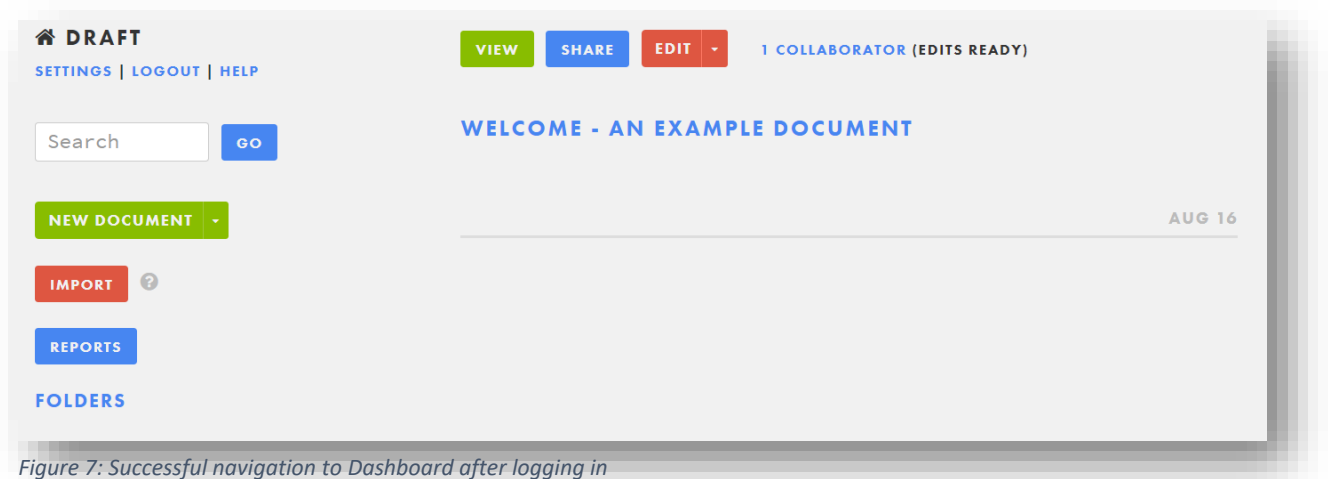 DRAFT
SETTINGS | LOGOUT | HELP
Search GO
NEW DOCUMENT
IMPORT
REPORTS
FOLDERS
VIEW SHARE EDIT 1 COLLABORATOR (EDITS READY)
WELCOME - AN EXAMPLE DOCUMENT
AUG 16
Figure 7: Successful navigation to Dashboard after logging in